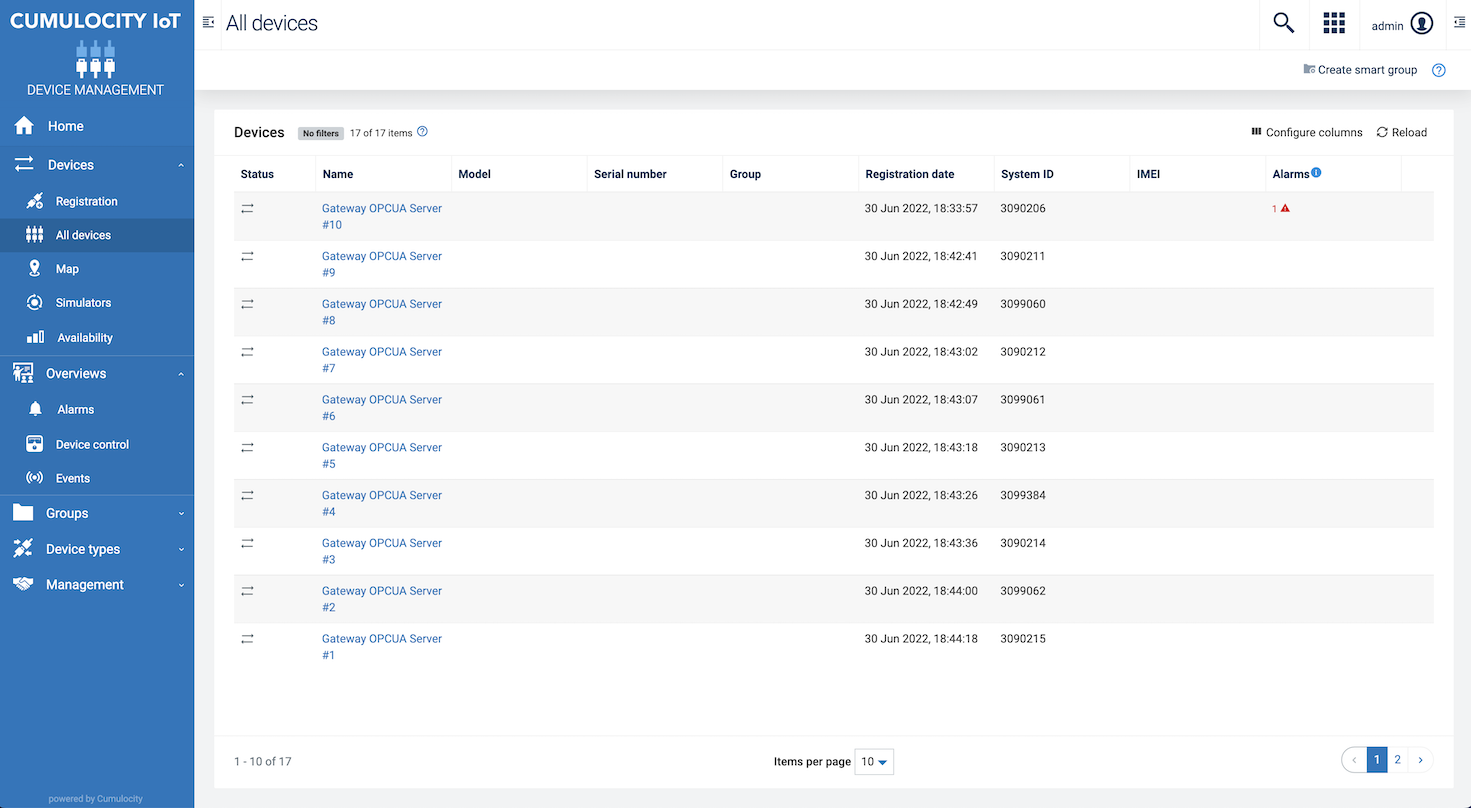 CUMULOCITY IoT
DEVICE MANAGEMENT
Home
Devices
Registration
All devices
Map
Simulators
Availability
Overviews
Alarms
Device control
Events
Groups
Device types
Management
powered by Cumulocity
All devices
admin
Create smart group
Devices No filters 17 of 17 items
Configure columns Reload
Status Name Model Serial number Group Registration date System ID IMEI Alarms
Gateway OPCUA Server 30 Jun 2022, 18:33:57 3090206 1
#10
Gateway OPCUA Server 30 Jun 2022, 18:42:41 3090211
#9
Gateway OPCUA Server 30 Jun 2022, 18:42:49 3099060
#8
Gateway OPCUA Server 30 Jun 2022, 18:43:02 3090212
#7
Gateway OPCUA Server 30 Jun 2022, 18:43:07 3099061
#6
Gateway OPCUA Server 30 Jun 2022, 18:43:18 3090213
#5
Gateway OPCUA Server 30 Jun 2022, 18:43:26 3099384
#4
Gateway OPCUA Server 30 Jun 2022, 18:43:36 3090214
#3
Gateway OPCUA Server 30 Jun 2022, 18:44:00 3099062
#2
Gateway OPCUA Server 30 Jun 2022, 18:44:18 3090215
#1
1 - 10 of 17 Items per page 10 1 2